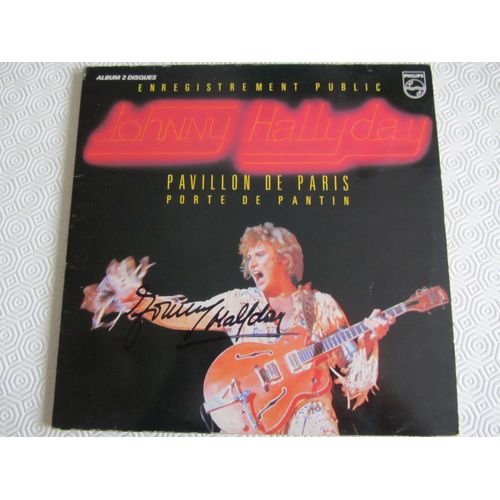 ALBUM 2 DISQUES
PHILIPS
ENREGISTREMENT PUBLIC
Johnny Hallyday
PAVILLON DE PARIS
PORTE DE PANTIN
Johnny Hallyday